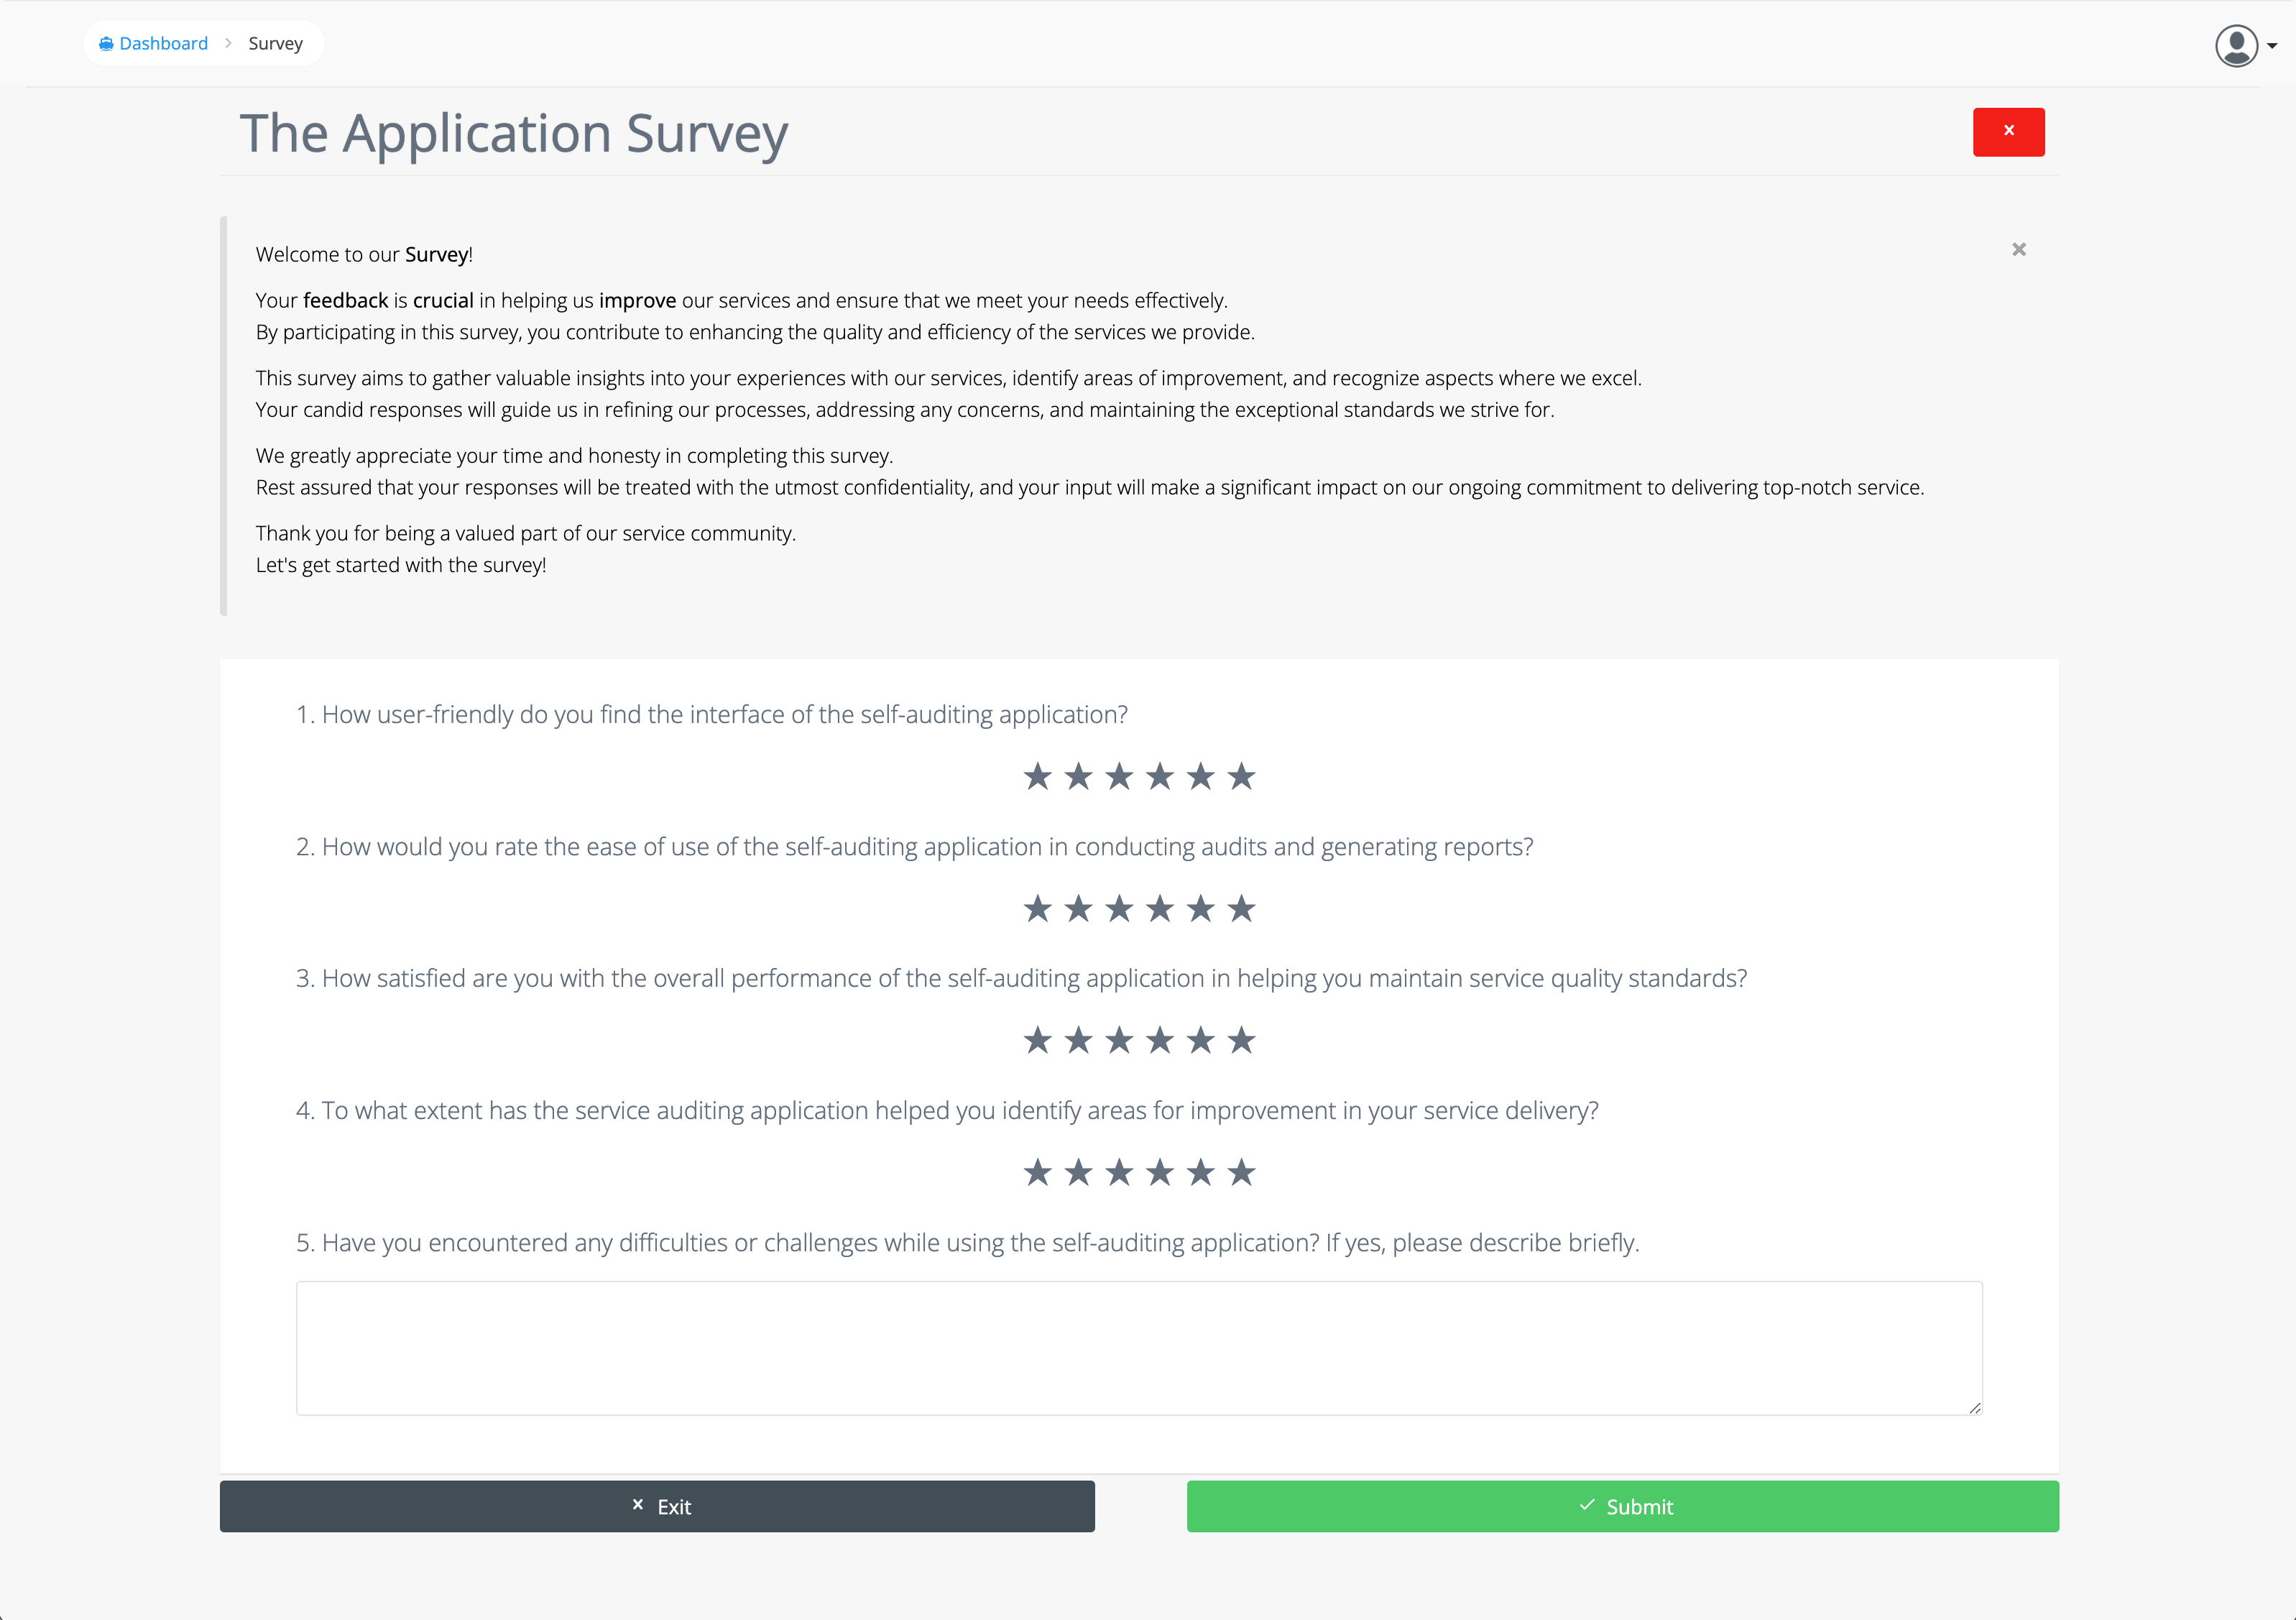 Dashboard > Survey
The Application Survey
Welcome to our Survey!
Your feedback is crucial in helping us improve our services and ensure that we meet your needs effectively.
By participating in this survey, you contribute to enhancing the quality and efficiency of the services we provide.
This survey aims to gather valuable insights into your experiences with our services, identify areas of improvement, and recognize aspects where we excel.
Your candid responses will guide us in refining our processes, addressing any concerns, and maintaining the exceptional standards we strive for.
We greatly appreciate your time and honesty in completing this survey.
Rest assured that your responses will be treated with the utmost confidentiality, and your input will make a significant impact on our ongoing commitment to delivering top-notch service.
Thank you for being a valued part of our service community.
Let's get started with the survey!
1. How user-friendly do you find the interface of the self-auditing application?
2. How would you rate the ease of use of the self-auditing application in conducting audits and generating reports?
3. How satisfied are you with the overall performance of the self-auditing application in helping you maintain service quality standards?
4. To what extent has the service auditing application helped you identify areas for improvement in your service delivery?
5. Have you encountered any difficulties or challenges while using the self-auditing application? If yes, please describe briefly.
Exit
Submit